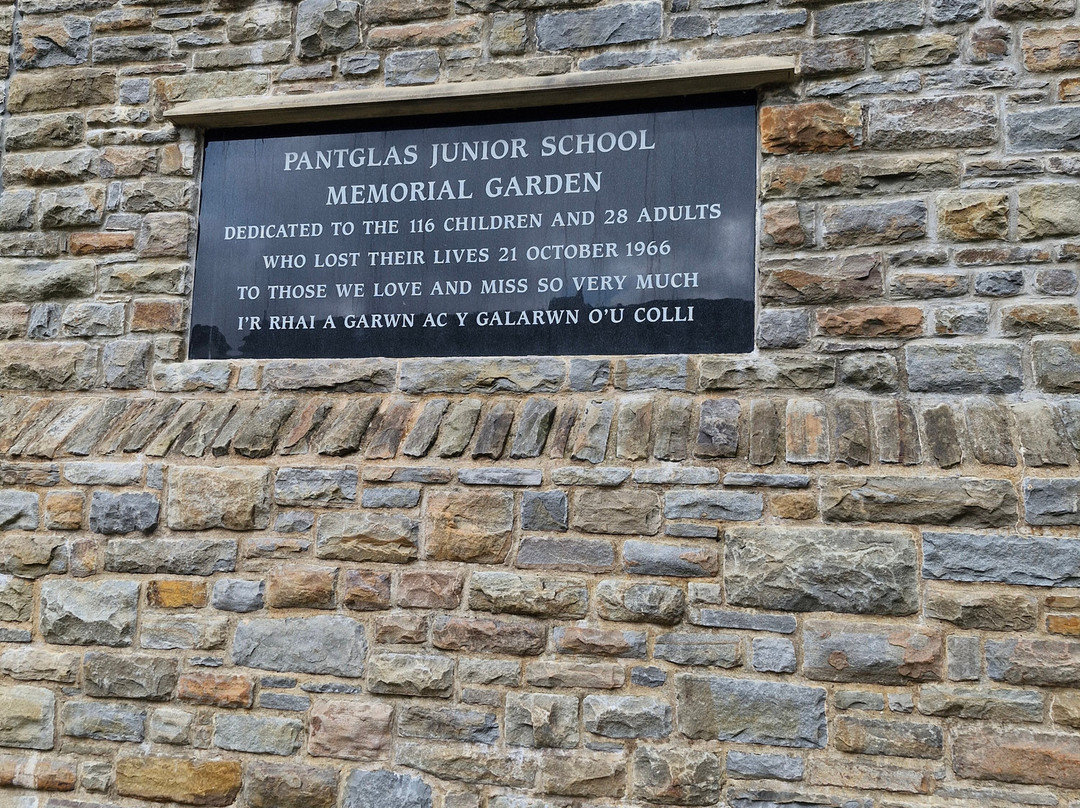 PANTGLAS JUNIOR SCHOOL
MEMORIAL GARDEN
DEDICATED TO THE 116 CHILDREN AND 28 ADULTS
WHO LOST THEIR LIVES 21 OCTOBER 1966
TO THOSE WE LOVE AND MISS SO VERY MUCH
I'R RHAI A GARWN AC Y GALARWN O'U COLLI